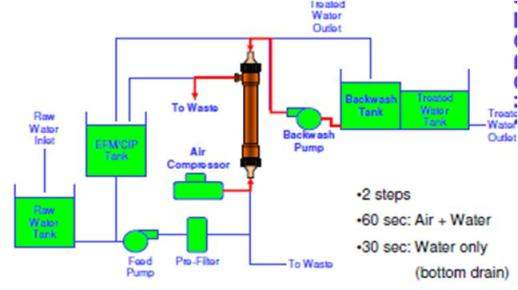 Treated
Water
Outlet
To Waste
Raw
Water
Inlet
EFM/CIP
Tank
Backwash
Tank
Treated
Water
Tank
Backwash
Pump
Water
Outlet
Air
Compressor
Raw
Water
Tank
Feed
Pump
Pre-Filter
To Waste
•2 steps
•60 sec: Air + Water
•30 sec: Water only
(bottom drain)